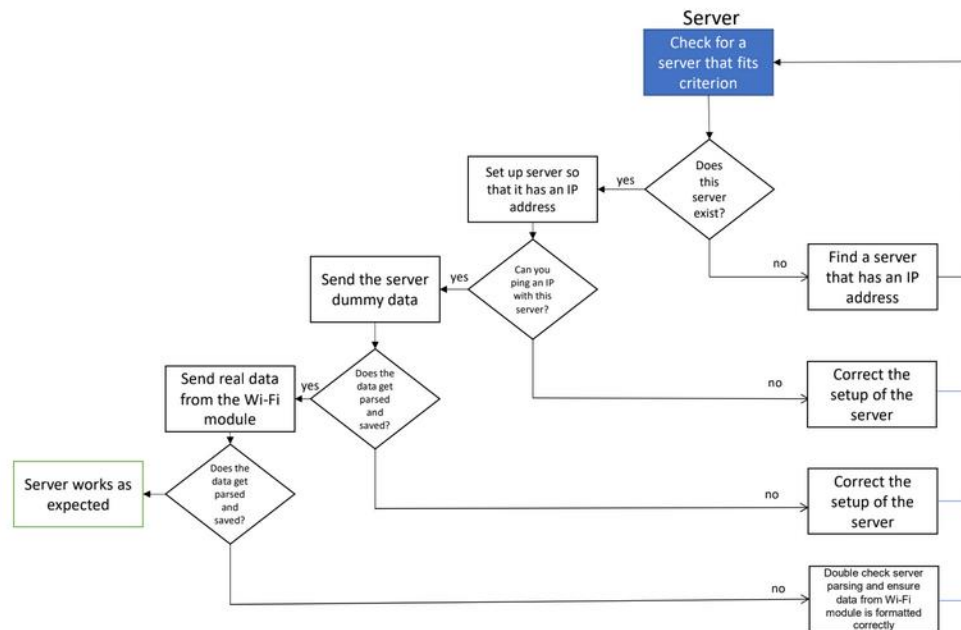 Server
Check for a
server that fits
criterion
Does
this
server
exist?
yes
Set up server so
that it has an IP
address
no
Find a server
that has an IP
address
Can you
ping an IP
with this
server?
yes
Send the server
dummy data
no
Correct the
setup of the
server
Does the
data get
parsed
and
saved?
yes
Send real data
from the Wi-Fi
module
no
Correct the
setup of the
server
Does the
data get
parsed
and
saved?
Server works as
expected
no
Double check server
parsing and ensure
data from Wi-Fi
module is formatted
correctly